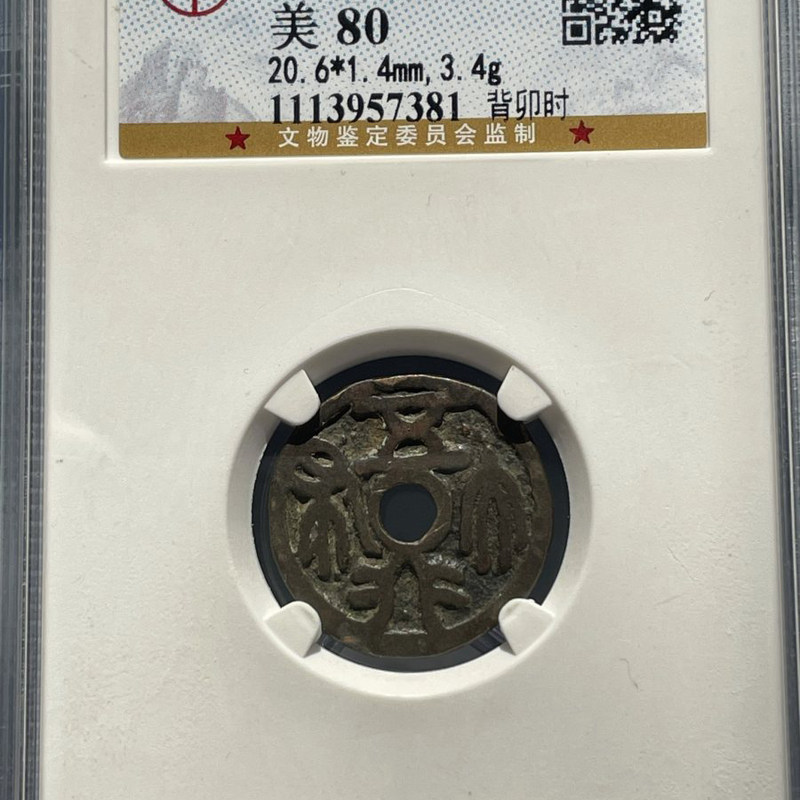 美 80
20.6*1.4mm,3.4g
1113957381 背卯时
★ 文物鉴定委员会监制 ★